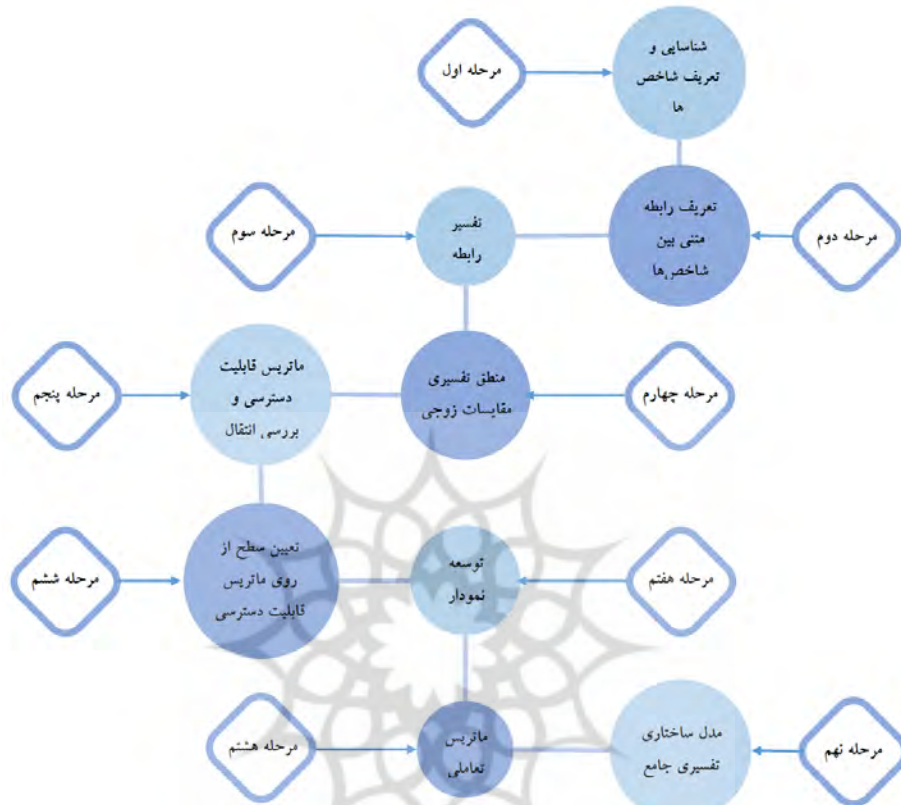 مرحله اول
شناسایی و
تعریف شاخص
ها
مرحله دوم
تعریف رابطه
متنی بین
شاخص‌ها
مرحله سوم
تفسیر
رابطه
مرحله چهارم
منطق تفسیری
مقایسات زوجی
مرحله پنجم
ماتریس قابلیت
دسترسی و
بررسی انتقال
مرحله ششم
تعیین سطح از
روی ماتریس
قابلیت دسترسی
مرحله هفتم
توسعه
نمودار
مرحله هشتم
ماتریس
تعاملی
مرحله نهم
مدل ساختاری
تفسیری جامع